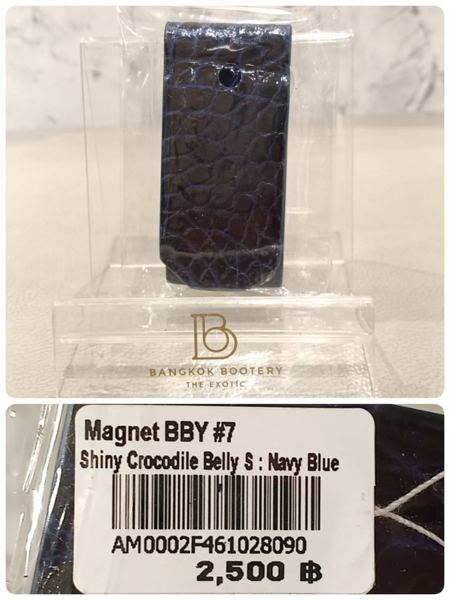 B
BANGKOK BOOTERY
THE EXOTIC
Magnet BBY #7
Shiny Crocodile Belly S : Navy Blue
AM0002F461028090
2,500 ฿